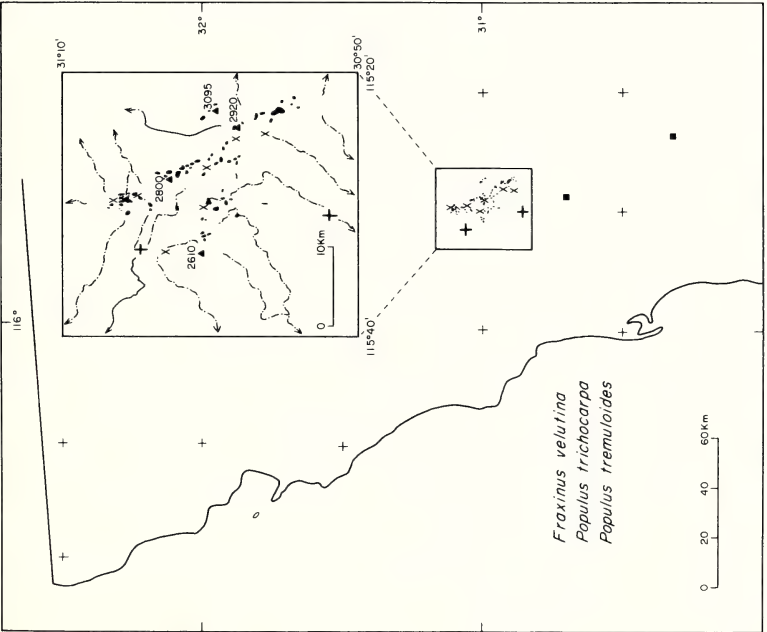 116°
32°
31°
31°10'
30°50'
115°20'
115°40'
3095
2920
2800
2610
0 10Km
Fraxinus velutina
Populus trichocarpa
Populus tremuloides
0 20 40 60Km